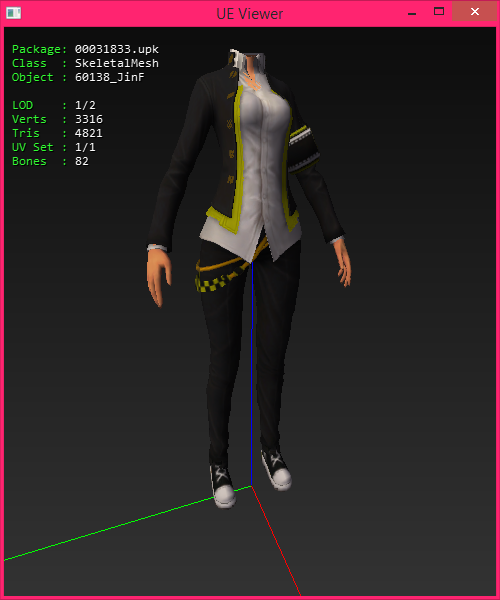 UE Viewer
Package: 00031833.upk
Class  : SkeletalMesh
Object : 60138_JinF
LOD    : 1/2
Verts  : 3316
Tris   : 4821
UV Set : 1/1
Bones  : 82